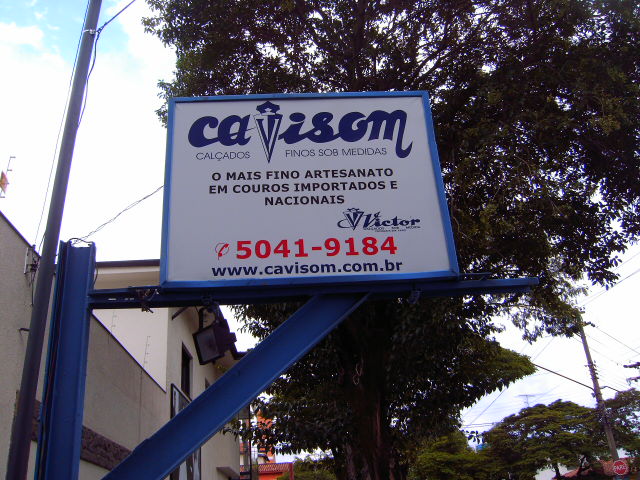 cavisom
CALÇADOS FINOS SOB MEDIDAS
O MAIS FINO ARTESANATO
EM COUROS IMPORTADOS E
NACIONAIS
Victor
5041-9184
www.cavisom.com.br